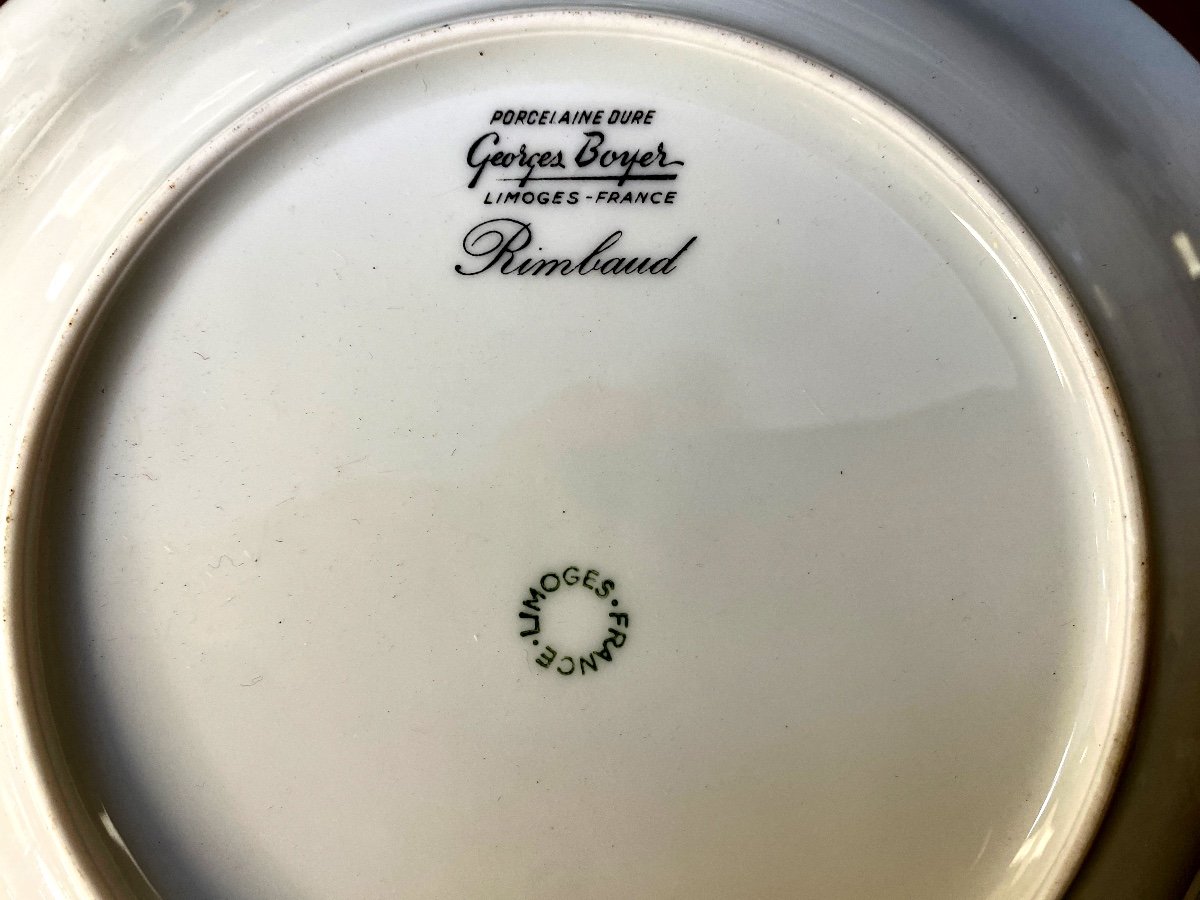 PORCELAINE DURE
Georges Boyer
LIMOGES-FRANCE
Rimbaud
LIMOGES·FRANCE·